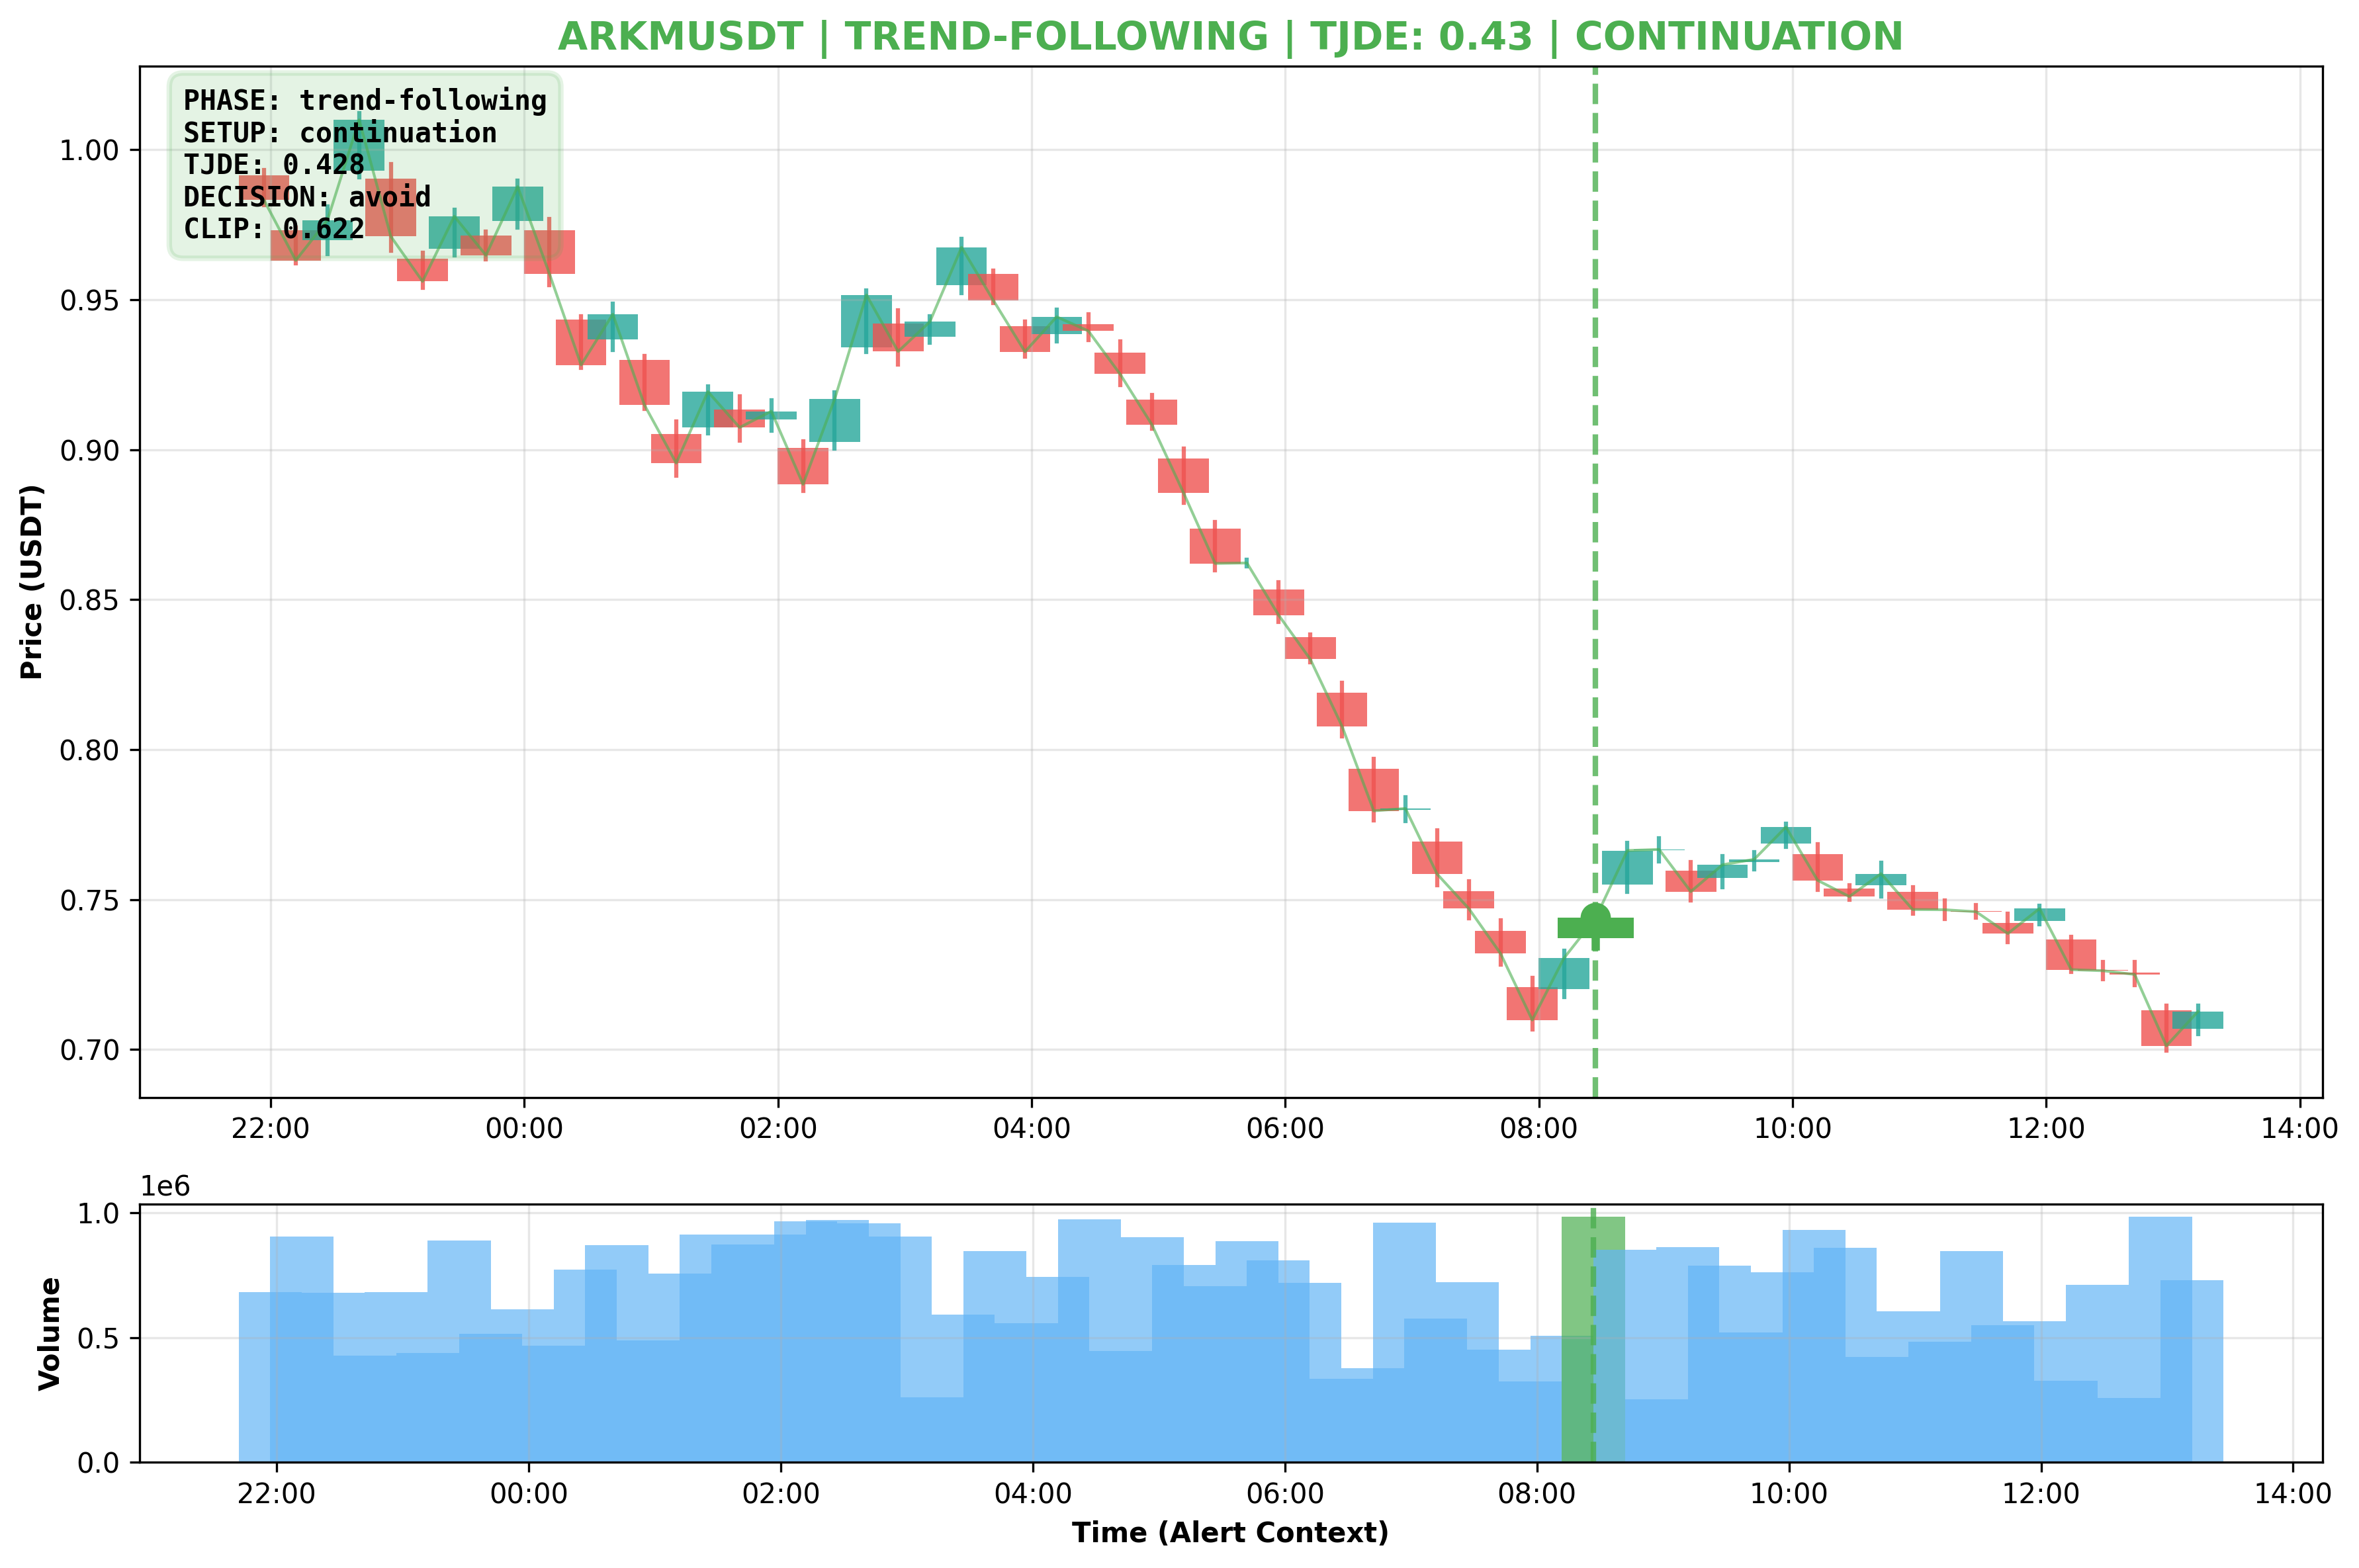 ARKMUSDT | TREND-FOLLOWING | TJDE: 0.43 | CONTINUATION
PHASE: trend-following
SETUP: continuation
TJDE: 0.428
DECISION: avoid
CLIP: 0.622
Price (USDT)
1.00
0.95
0.90
0.85
0.80
0.75
0.70
22:00 00:00 02:00 04:00 06:00 08:00 10:00 12:00 14:00
1e6
Volume
1.0
0.5
0.0
22:00 00:00 02:00 04:00 06:00 08:00 10:00 12:00 14:00
Time (Alert Context)